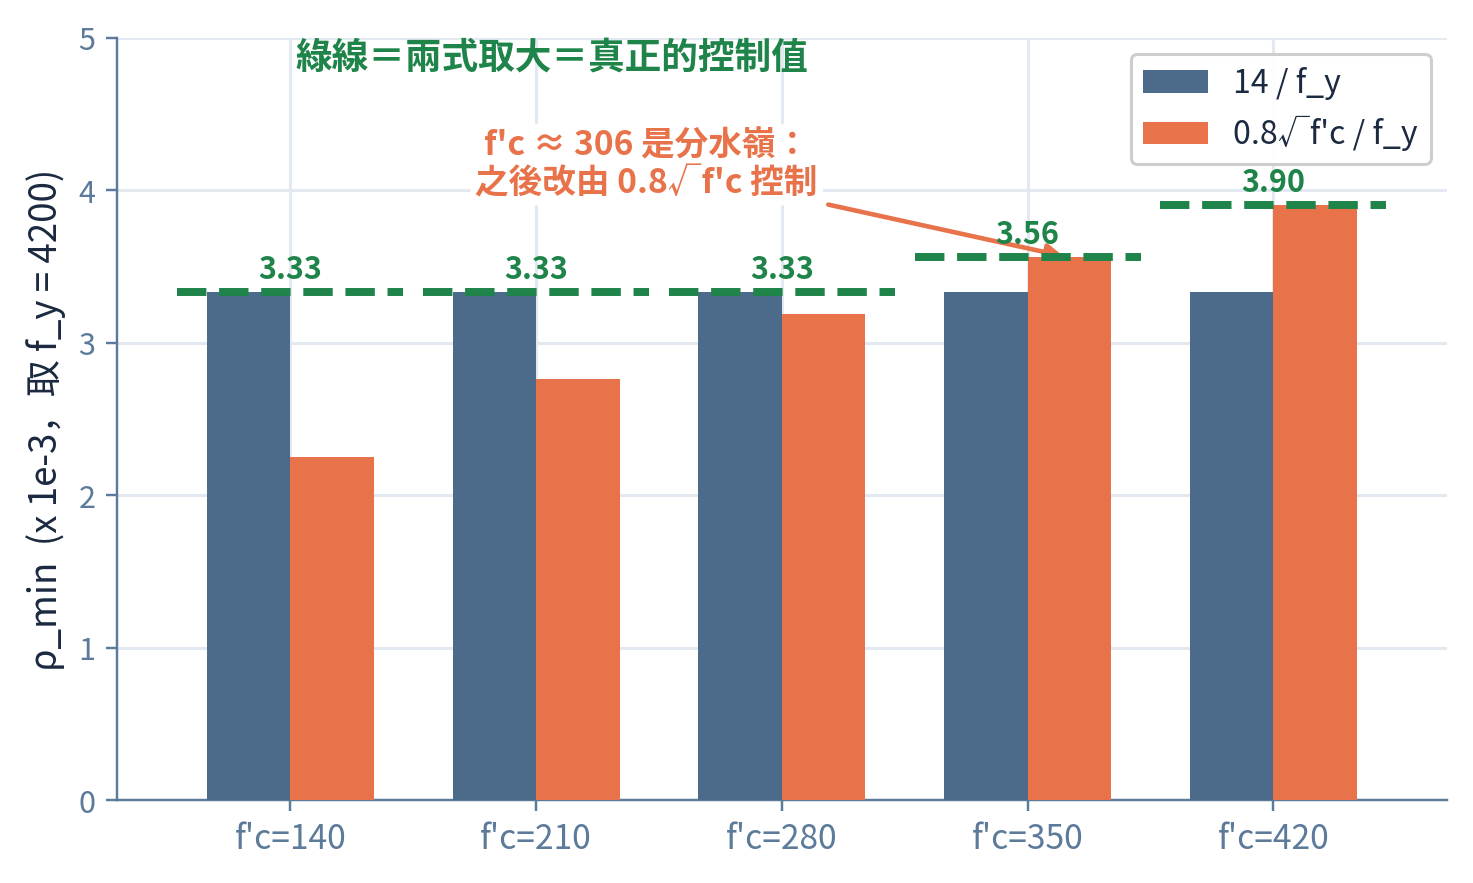 綠線＝兩式取大＝真正的控制值
14 / f_y
0.8√f'c / f_y
f'c ≈ 306 是分水嶺：
之後改由 0.8√f'c 控制
3.33
3.33
3.33
3.56
3.90
ρ_min (x 1e-3，取 f_y = 4200)
5
4
3
2
1
0
f'c=140
f'c=210
f'c=280
f'c=350
f'c=420